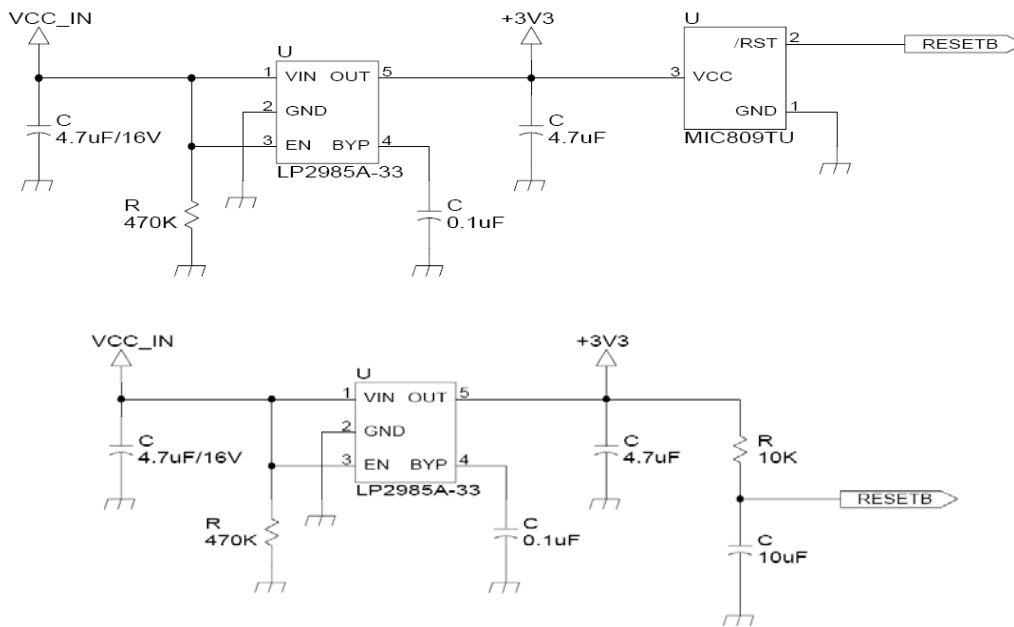 VCC_IN
+3V3
U
U
1 VIN OUT 5
2 GND
3 EN BYP 4
LP2985A-33
C
4.7uF/16V
R
470K
C
0.1uF
C
4.7uF
/RST 2
3 VCC
GND 1
MIC809TU
RESETB
VCC_IN
+3V3
U
1 VIN OUT 5
2 GND
3 EN BYP 4
LP2985A-33
C
4.7uF/16V
R
470K
C
0.1uF
C
4.7uF
R
10K
RESETB
C
10uF